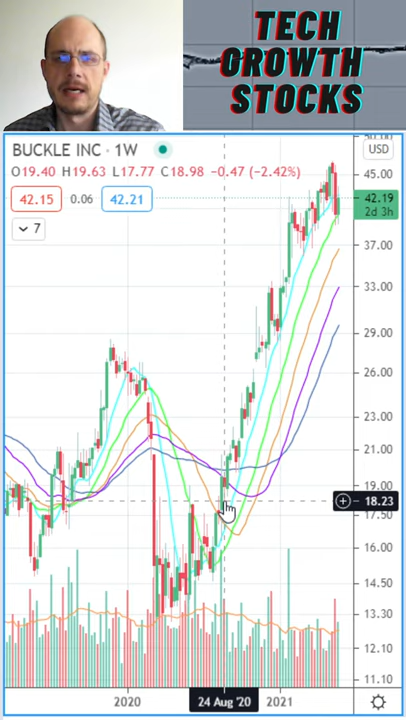 TECH
GROWTH
STOCKS
BUCKLE INC · 1W
USD
O19.40 H19.63 L17.77 C18.98 −0.47 (−2.42%)
45.00
42.15 0.06 42.21
42.19
2d 3h
7
37.00
33.00
29.00
26.00
23.00
21.00
19.00
18.23
17.50
16.00
14.50
13.30
12.10
11.10
2020 24 Aug '20 2021